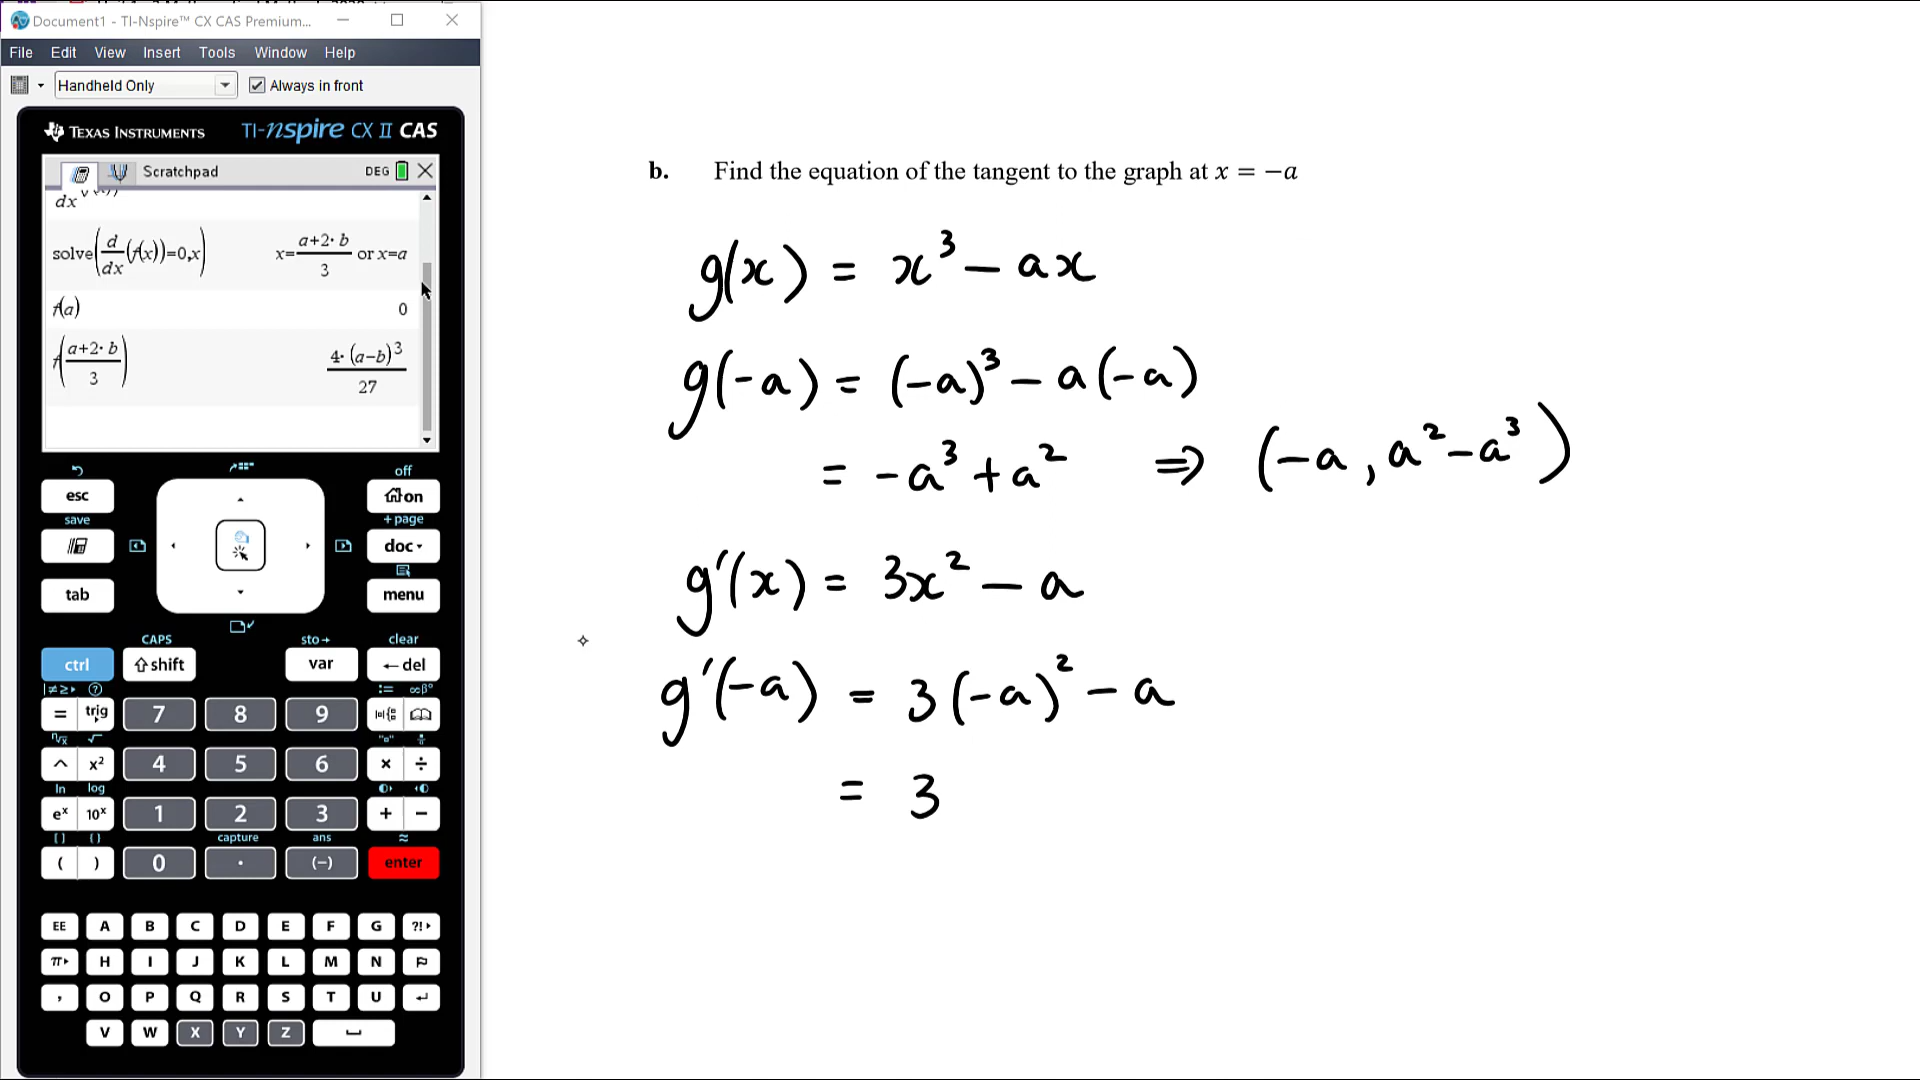 Document1 - TI-Nspire™ CX CAS Premium...
File Edit View Insert Tools Window Help
Handheld Only Always in front
TEXAS INSTRUMENTS TI-nspire CX II CAS
Scratchpad DEG
dx
solve(d/dx(f(x))=0,x) x=(a+2·b)/3 or x=a
f(a) 0
f((a+2·b)/3) 4·(a-b)³/27
off
esc on
save + page
doc
tab menu
CAPS sto→ clear
ctrl shift var ←del
= trig 7 8 9
ⁿ√x √
^ x² 4 5 6 × ÷
ln log
eˣ 10ˣ 1 2 3 + −
[ ] { } capture ans ≈
( ) 0 . (−) enter
EE A B C D E F G ?!
π H I J K L M N
, O P Q R S T U
V W X Y Z
b. Find the equation of the tangent to the graph at x = −a
g(x) = x³ − ax
g(−a) = (−a)³ − a(−a)
= −a³ + a² ⇒ (−a, a² − a³)
g′(x) = 3x² − a
g′(−a) = 3(−a)² − a
= 3